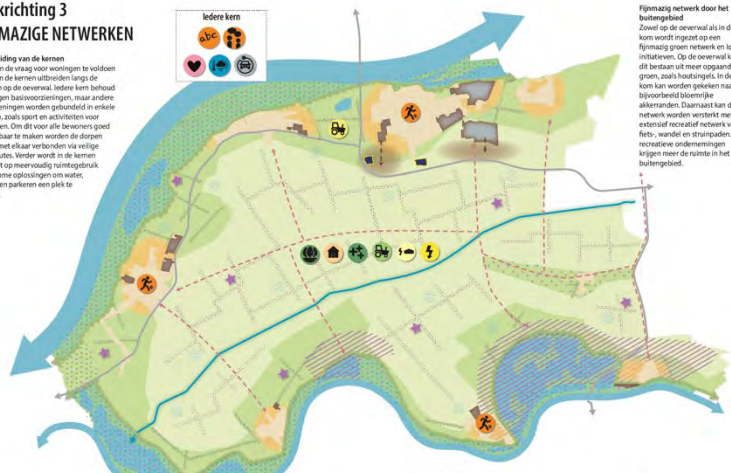 krichting 3
MAZIGE NETWERKEN
iding van de kernen
n de vraag voor woningen te voldoen
n de kernen uitbreiden langs de
n op de oeverwal. Iedere kern behoud
gen basisvoorzieningen, maar andere
eningen worden gebundeld in enkele
n, zoals sport en activiteiten voor
en. Om dit voor alle bewoners goed
baar te maken worden de dorpen
met elkaar verbonden via veilige
utes. Verder wordt in de kernen
t op meervoudig ruimtegebruik
me oplossingen om water,
en parkeren een plek te
Iedere kern
abc
Fijnmazig netwerk door het
buitengebied
Zowel op de oeverwal als in d
kom wordt ingezet op een
fijnmazig groen netwerk en lo
initiatieven. Op de oeverwal k
dit bestaan uit meer opgaand
groen, zoals houtsingels. In de
kom kan worden gekeken naa
bijvoorbeeld bloemrijke
akkerranden. Daarnaast kan d
netwerk worden versterkt me
extensief recreatief netwerk v
fiets-, wandel en struinpaden.
recreatieve ondernemingen
krijgen meer de ruimte in het
buitengebied.